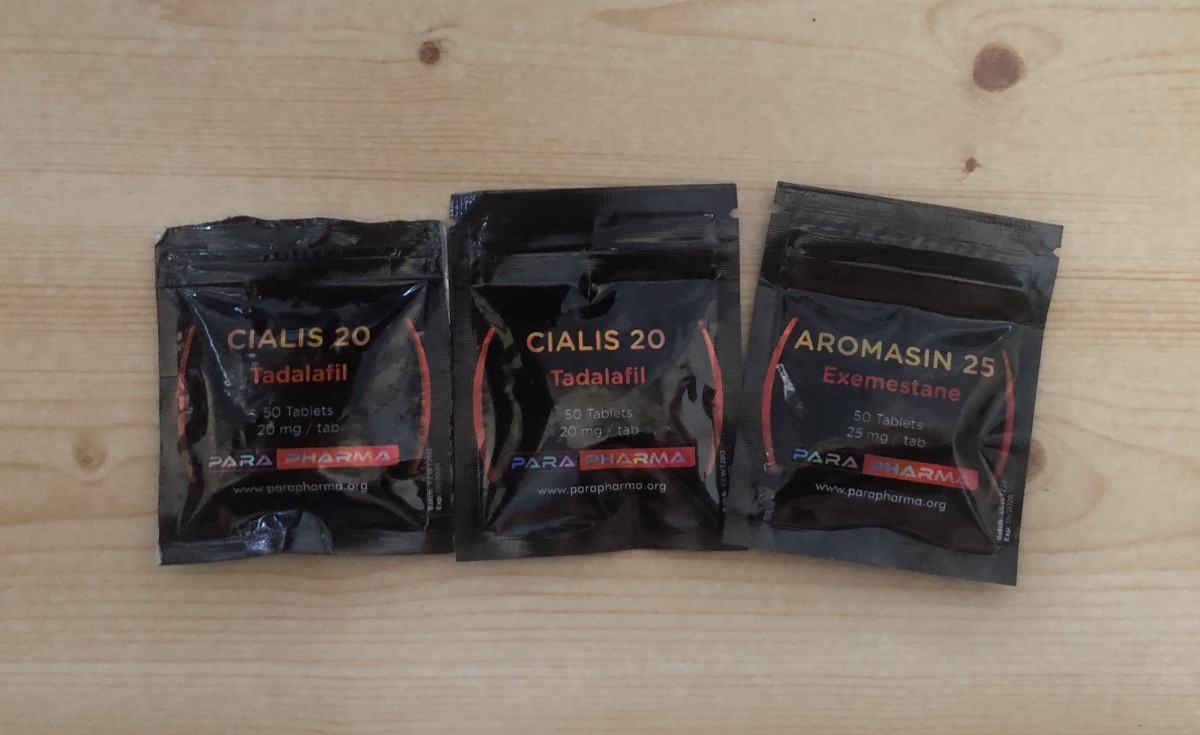 CIALIS 20
Tadalafil
50 Tablets
20 mg / tab
PARA PHARMA
www.parapharma.org
CIALIS 20
Tadalafil
50 Tablets
20 mg / tab
PARA PHARMA
www.parapharma.org
AROMASIN 25
Exemestane
50 Tablets
25 mg / tab
PARA PHARMA
www.parapharma.org